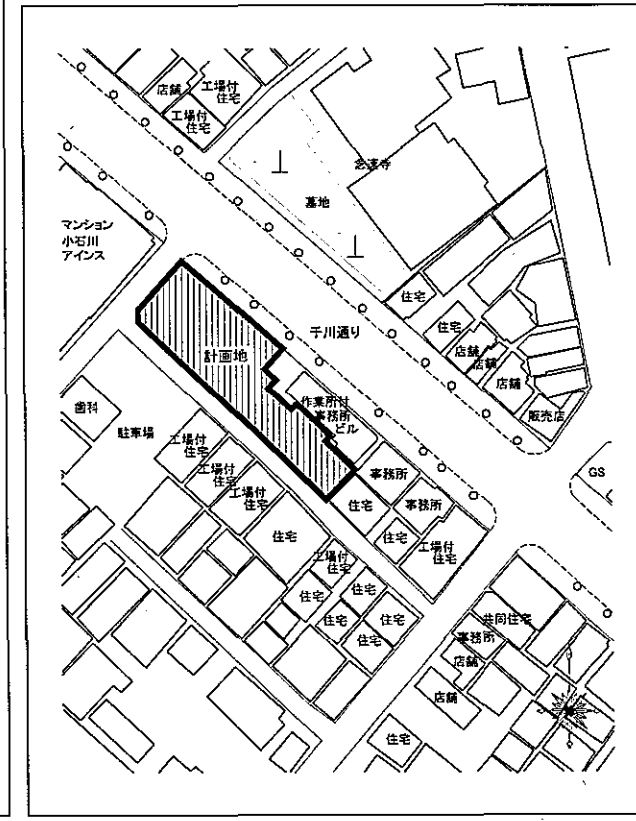 店舗
工場付
住宅
工場付
住宅
念速寺
墓地
マンション
小石川
アインス
住宅
千川通り
住宅
計画地
店舗
店舗
店舗
作業所付
事務所
ビル
販売店
歯科
駐車場
工場付
住宅
工場付
住宅
工場付
住宅
事務所
GS
住宅
事務所
住宅
住宅
工場付
住宅
工場付
住宅
住宅
住宅
住宅
住宅
住宅
共同住宅
事務所
店舗
店舗
住宅